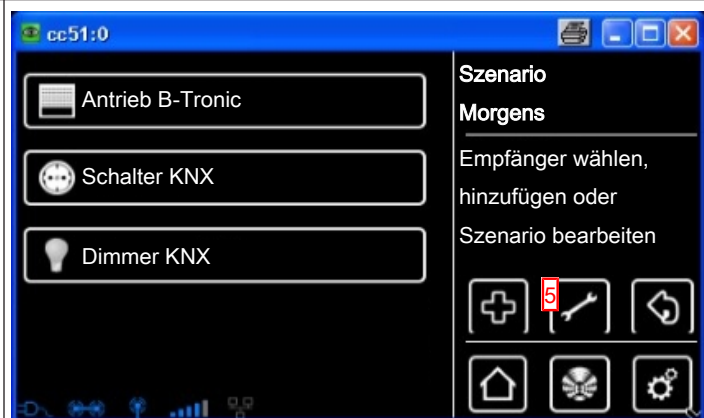 cc51:0
Antrieb B-Tronic
Schalter KNX
Dimmer KNX
Szenario
Morgens
Empfänger wählen,
hinzufügen oder
Szenario bearbeiten
5